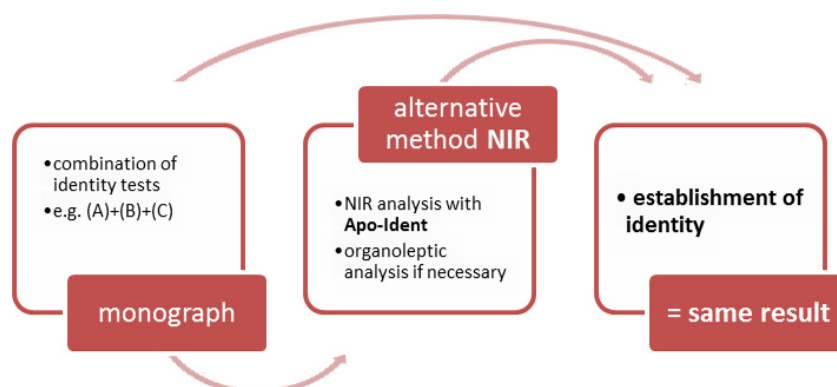 •combination of
identity tests
•e.g. (A)+(B)+(C)
monograph
alternative
method NIR
•NIR analysis with
Apo-Ident
•organoleptic
analysis if necessary
• establishment of
identity
= same result